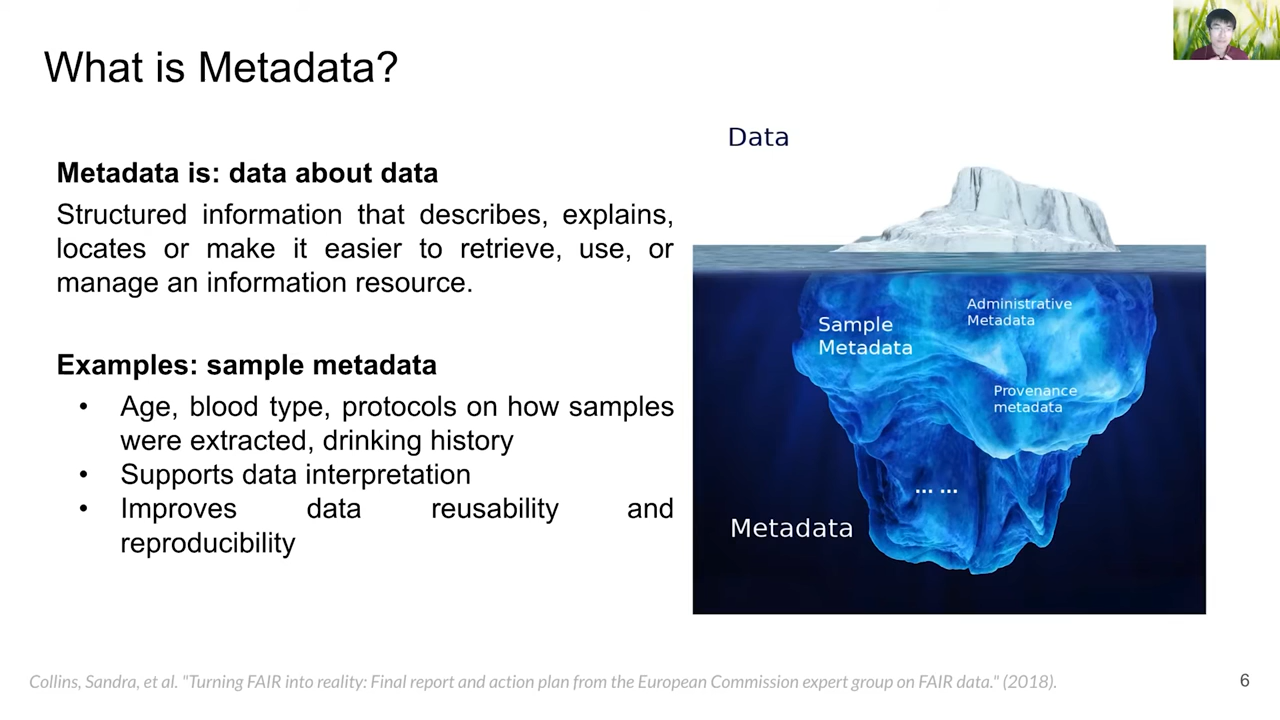 What is Metadata?
Metadata is: data about data
Structured information that describes, explains,
locates or make it easier to retrieve, use, or
manage an information resource.
Examples: sample metadata
• Age, blood type, protocols on how samples
were extracted, drinking history
• Supports data interpretation
• Improves data reusability and
reproducibility
Data
Sample
Metadata
Administrative
Metadata
Provenance
metadata
... ...
Metadata
Collins, Sandra, et al. "Turning FAIR into reality: Final report and action plan from the European Commission expert group on FAIR data." (2018).
6